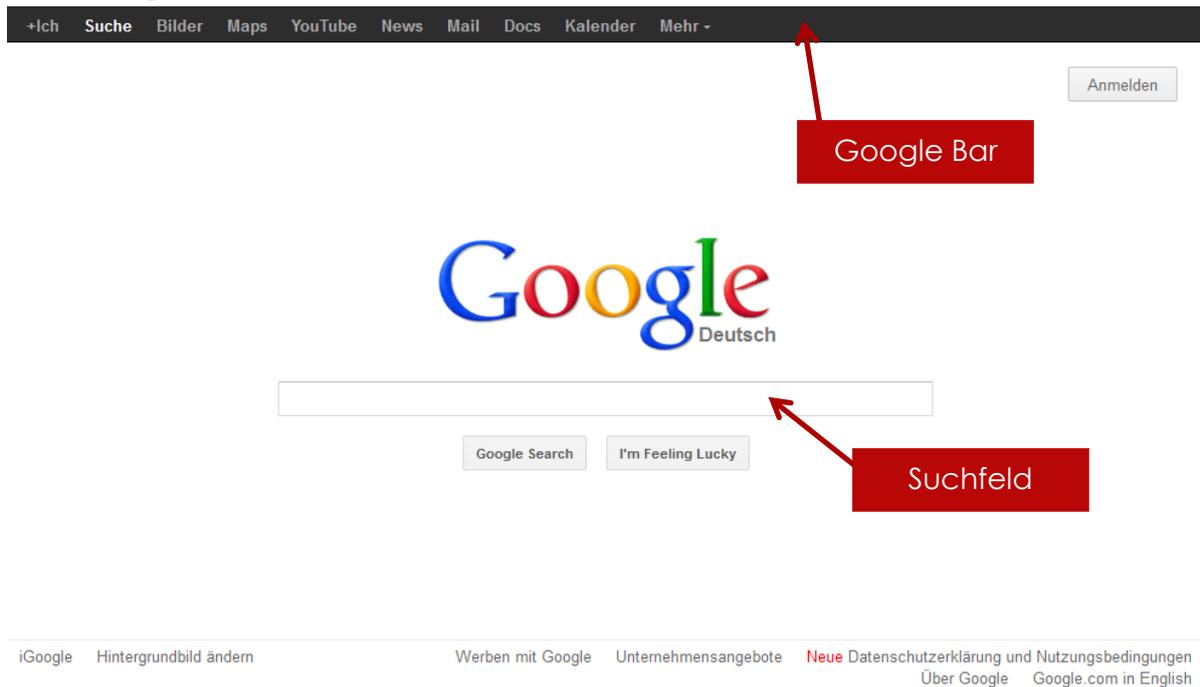 +Ich Suche Bilder Maps YouTube News Mail Docs Kalender Mehr
Anmelden
Google Bar
Google
Deutsch
Google Search I'm Feeling Lucky
Suchfeld
iGoogle Hintergrundbild ändern Werben mit Google Unternehmensangebote Neue Datenschutzerklärung und Nutzungsbedingungen
Über Google Google.com in English